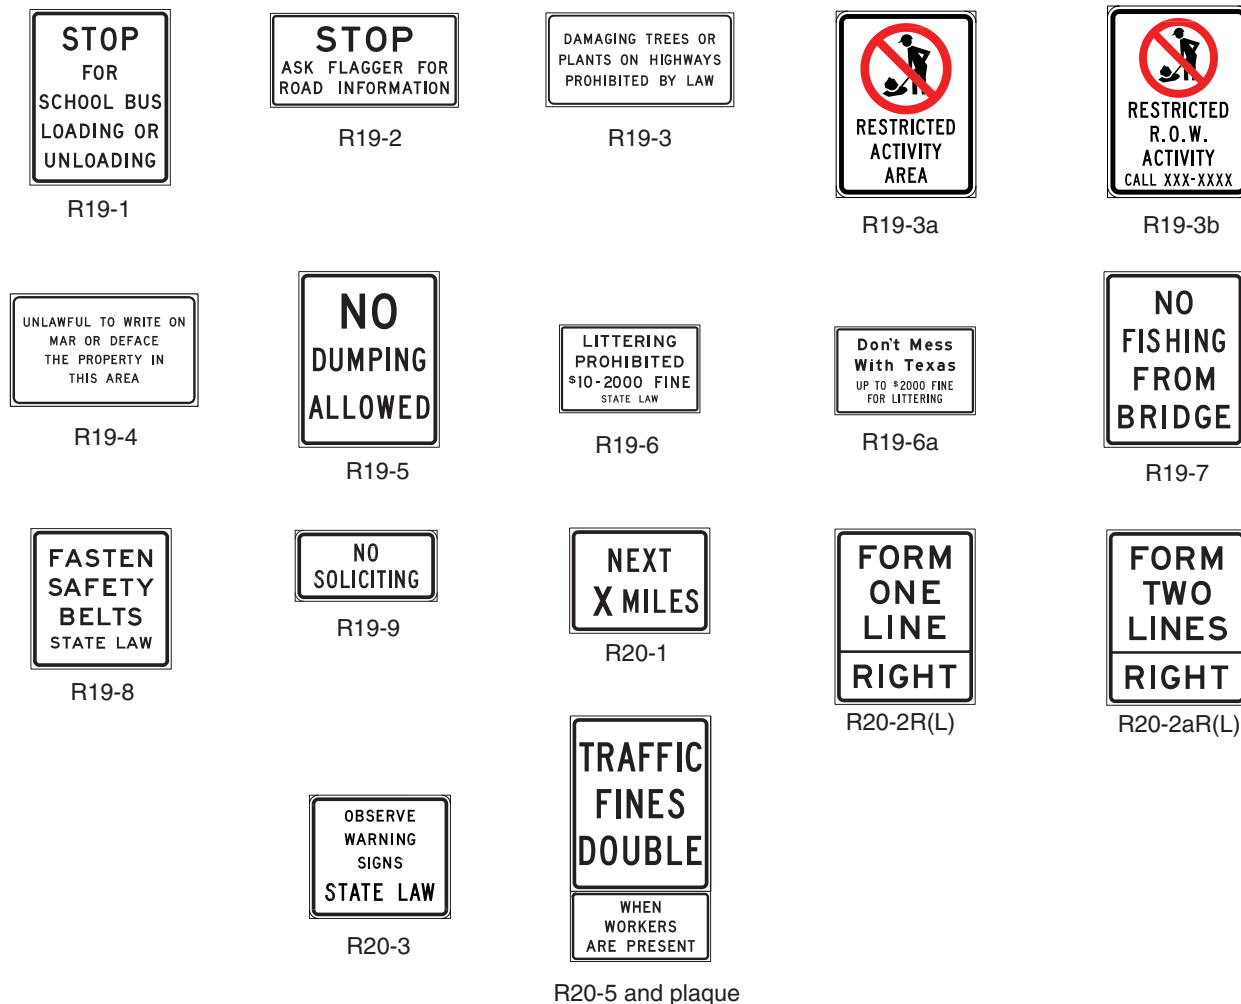 STOP
FOR
SCHOOL BUS
LOADING OR
UNLOADING
R19-1
STOP
ASK FLAGGER FOR
ROAD INFORMATION
R19-2
DAMAGING TREES OR
PLANTS ON HIGHWAYS
PROHIBITED BY LAW
R19-3
RESTRICTED
ACTIVITY
AREA
R19-3a
RESTRICTED
R.O.W.
ACTIVITY
CALL XXX-XXXX
R19-3b
UNLAWFUL TO WRITE ON
MAR OR DEFACE
THE PROPERTY IN
THIS AREA
R19-4
NO
DUMPING
ALLOWED
R19-5
LITTERING
PROHIBITED
$10-2000 FINE
STATE LAW
R19-6
Don't Mess
With Texas
UP TO $2000 FINE
FOR LITTERING
R19-6a
NO
FISHING
FROM
BRIDGE
R19-7
FASTEN
SAFETY
BELTS
STATE LAW
R19-8
NO
SOLICITING
R19-9
NEXT
X MILES
R20-1
FORM
ONE
LINE
RIGHT
R20-2R(L)
FORM
TWO
LINES
RIGHT
R20-2aR(L)
OBSERVE
WARNING
SIGNS
STATE LAW
R20-3
TRAFFIC
FINES
DOUBLE
WHEN
WORKERS
ARE PRESENT
R20-5 and plaque